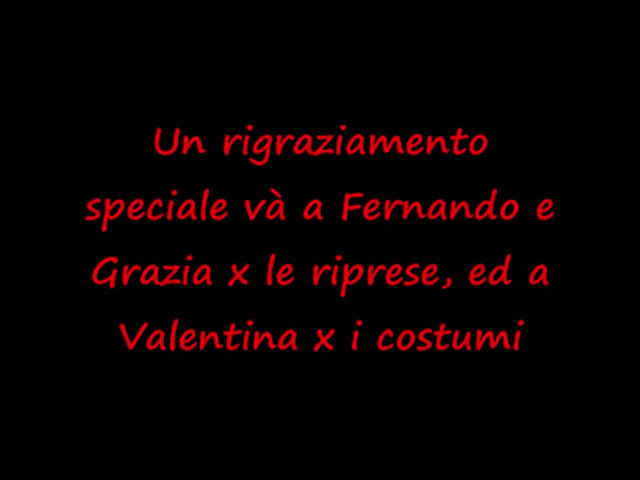 Un rigraziamento
speciale và a Fernando e
Grazia x le riprese, ed a
Valentina x i costumi